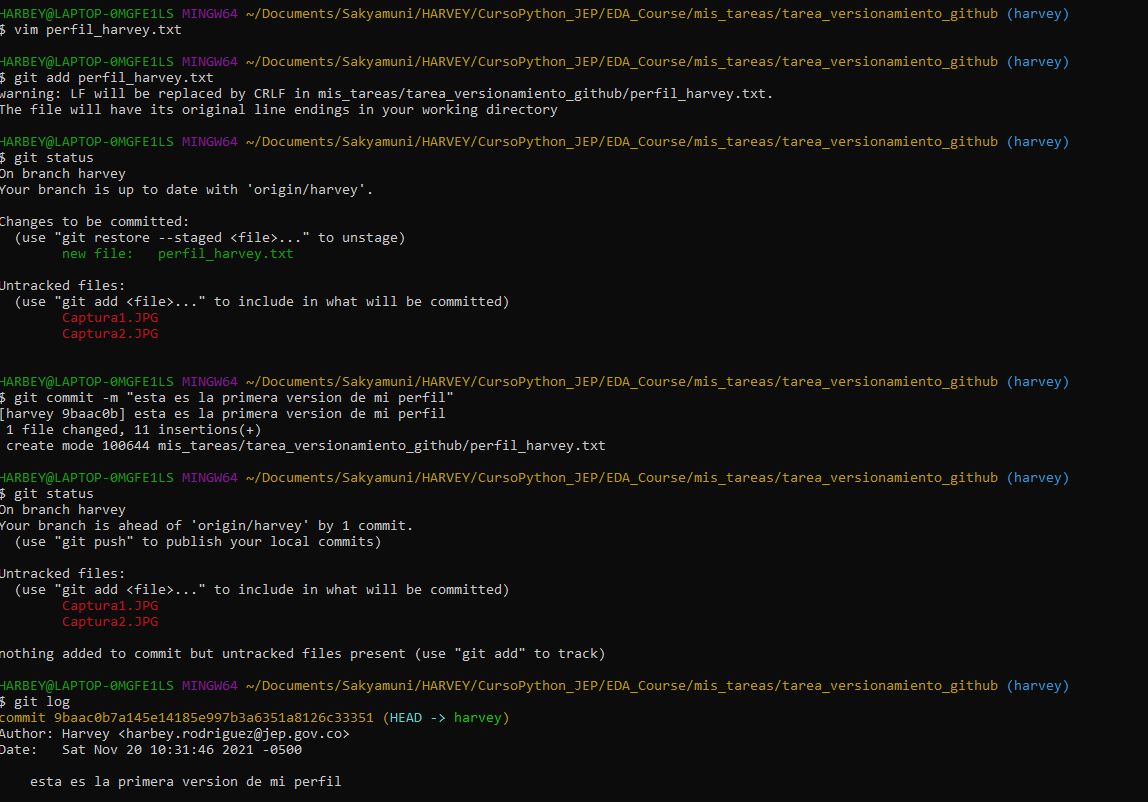 HARBEY@LAPTOP-0MGFE1LS MINGW64 ~/Documents/Sakyamuni/HARVEY/CursoPython_JEP/EDA_Course/mis_tareas/tarea_versionamiento_github (harvey)
$ vim perfil_harvey.txt
HARBEY@LAPTOP-0MGFE1LS MINGW64 ~/Documents/Sakyamuni/HARVEY/CursoPython_JEP/EDA_Course/mis_tareas/tarea_versionamiento_github (harvey)
$ git add perfil_harvey.txt
warning: LF will be replaced by CRLF in mis_tareas/tarea_versionamiento_github/perfil_harvey.txt.
The file will have its original line endings in your working directory
HARBEY@LAPTOP-0MGFE1LS MINGW64 ~/Documents/Sakyamuni/HARVEY/CursoPython_JEP/EDA_Course/mis_tareas/tarea_versionamiento_github (harvey)
$ git status
On branch harvey
Your branch is up to date with 'origin/harvey'.
Changes to be committed:
(use "git restore --staged <file>..." to unstage)
new file:   perfil_harvey.txt
Untracked files:
(use "git add <file>..." to include in what will be committed)
Captura1.JPG
Captura2.JPG
HARBEY@LAPTOP-0MGFE1LS MINGW64 ~/Documents/Sakyamuni/HARVEY/CursoPython_JEP/EDA_Course/mis_tareas/tarea_versionamiento_github (harvey)
$ git commit -m "esta es la primera version de mi perfil"
[harvey 9baac0b] esta es la primera version de mi perfil
1 file changed, 11 insertions(+)
create mode 100644 mis_tareas/tarea_versionamiento_github/perfil_harvey.txt
HARBEY@LAPTOP-0MGFE1LS MINGW64 ~/Documents/Sakyamuni/HARVEY/CursoPython_JEP/EDA_Course/mis_tareas/tarea_versionamiento_github (harvey)
$ git status
On branch harvey
Your branch is ahead of 'origin/harvey' by 1 commit.
(use "git push" to publish your local commits)
Untracked files:
(use "git add <file>..." to include in what will be committed)
Captura1.JPG
Captura2.JPG
nothing added to commit but untracked files present (use "git add" to track)
HARBEY@LAPTOP-0MGFE1LS MINGW64 ~/Documents/Sakyamuni/HARVEY/CursoPython_JEP/EDA_Course/mis_tareas/tarea_versionamiento_github (harvey)
$ git log
commit 9baac0b7a145e14185e997b3a6351a8126c33351 (HEAD -> harvey)
Author: Harvey <harbey.rodriguez@jep.gov.co>
Date:   Sat Nov 20 10:31:46 2021 -0500
esta es la primera version de mi perfil